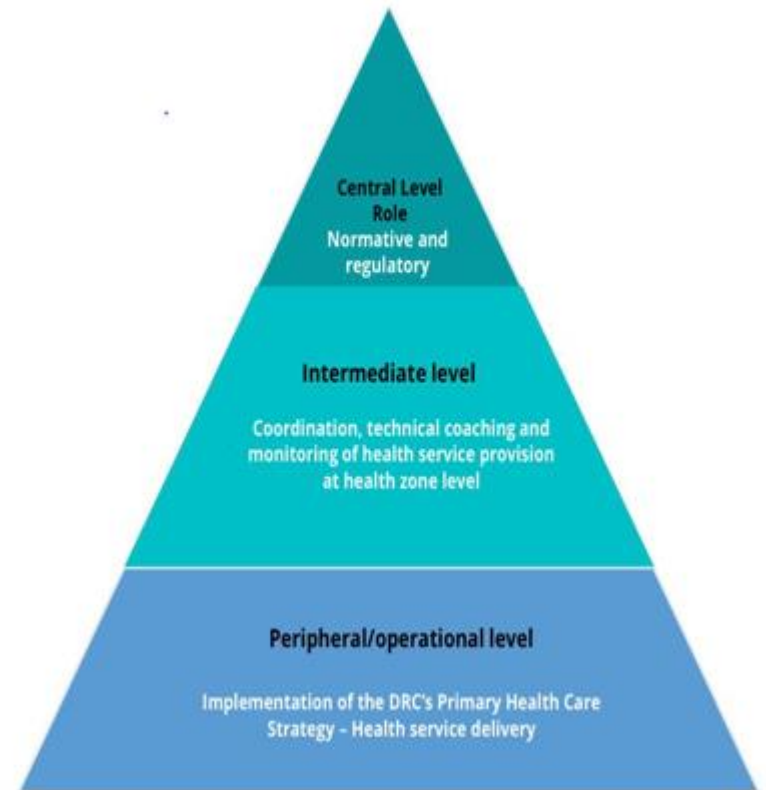 Central Level
Role
Normative and
regulatory
Intermediate level
Coordination, technical coaching and
monitoring of health service provision
at health zone level
Peripheral/operational level
Implementation of the DRC's Primary Health Care
Strategy – Health service delivery